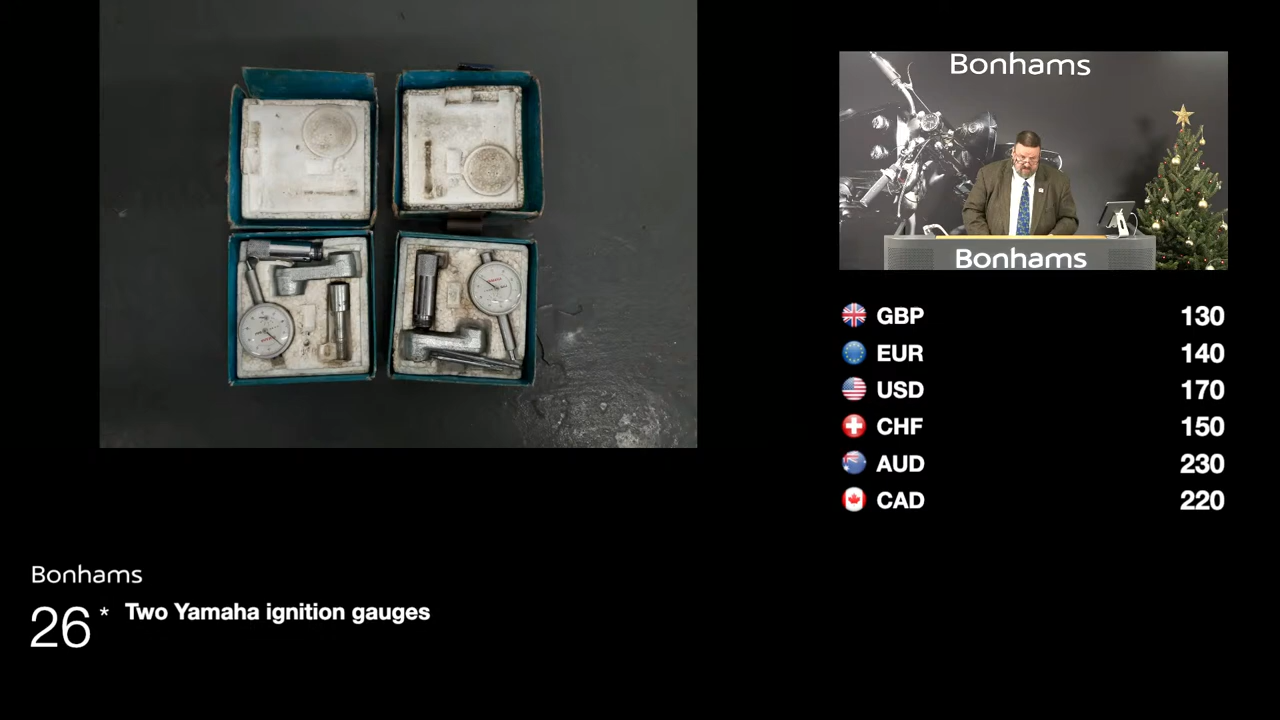 Bonhams
Bonhams
GBP 130
EUR 140
USD 170
CHF 150
AUD 230
CAD 220
Bonhams
26 * Two Yamaha ignition gauges